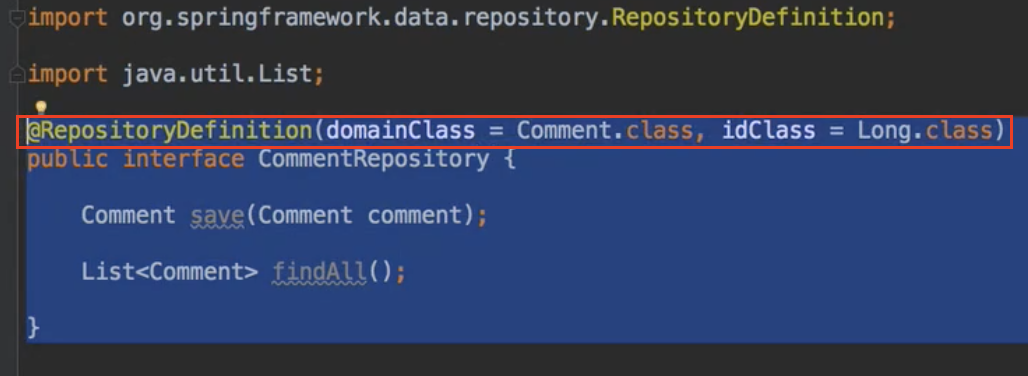 import org.springframework.data.repository.RepositoryDefinition;
import java.util.List;
@RepositoryDefinition(domainClass = Comment.class, idClass = Long.class)
public interface CommentRepository {
Comment save(Comment comment);
List<Comment> findAll();
}